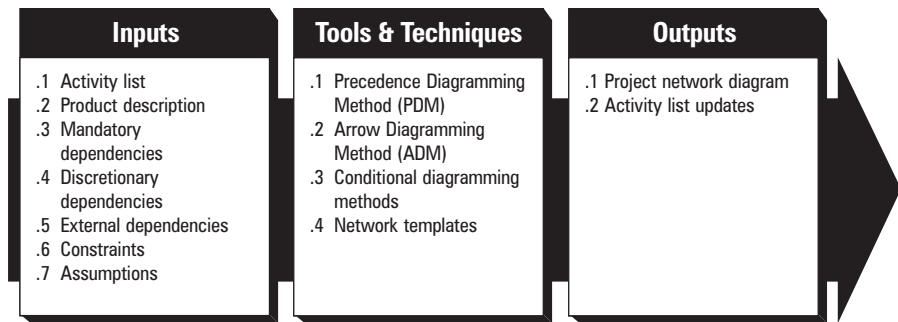 Inputs
.1 Activity list
.2 Product description
.3 Mandatory
dependencies
.4 Discretionary
dependencies
.5 External dependencies
.6 Constraints
.7 Assumptions
Tools & Techniques
.1 Precedence Diagramming
Method (PDM)
.2 Arrow Diagramming
Method (ADM)
.3 Conditional diagramming
methods
.4 Network templates
Outputs
.1 Project network diagram
.2 Activity list updates